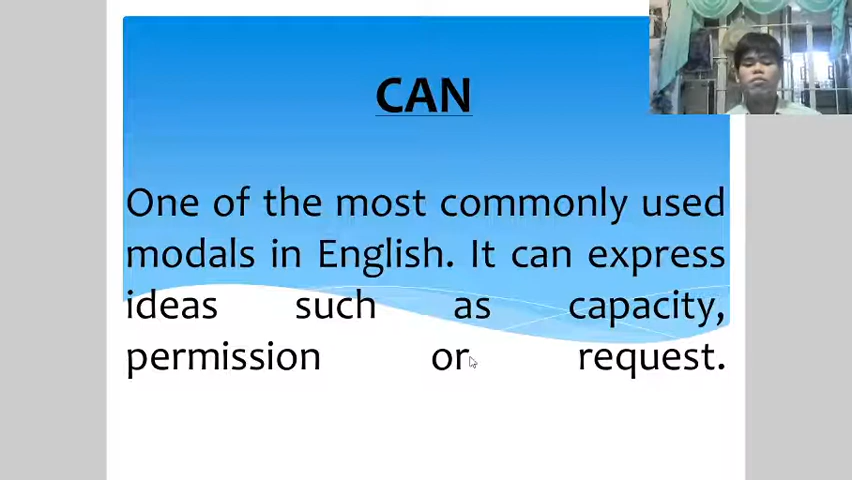 CAN
One of the most commonly used
modals in English. It can express
ideas such as capacity,
permission or request.